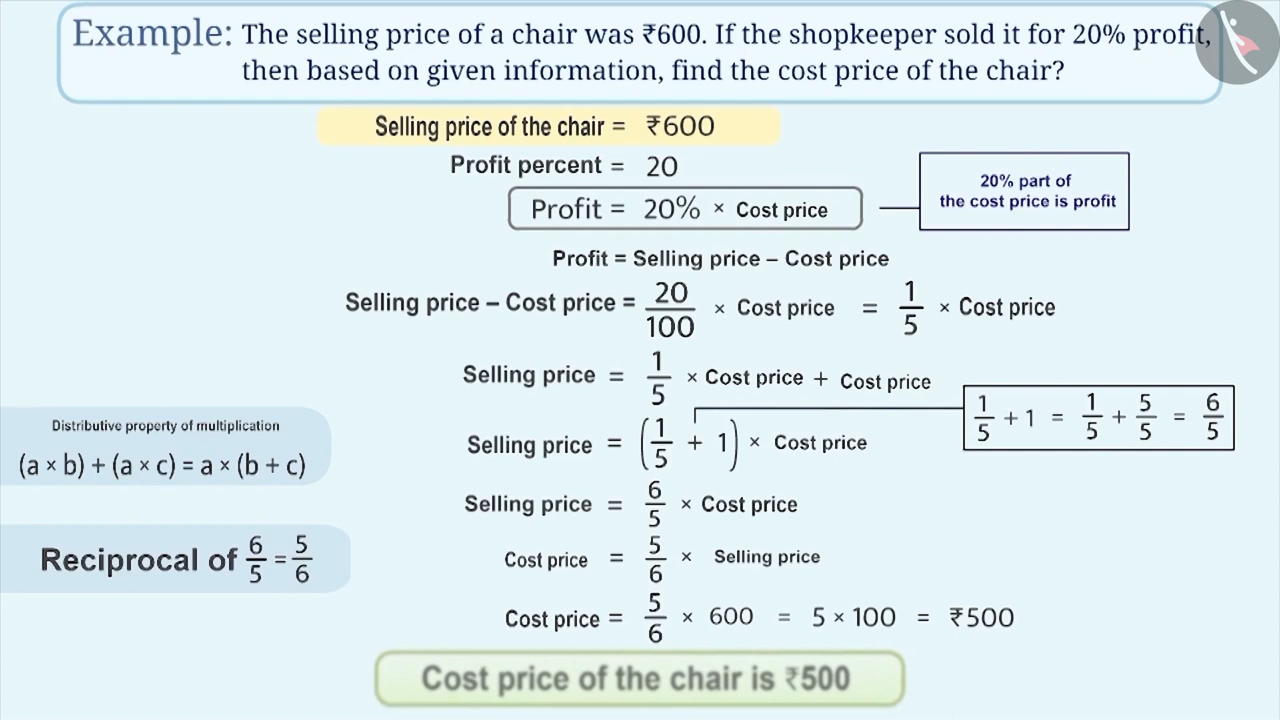 Example: The selling price of a chair was ₹600. If the shopkeeper sold it for 20% profit,
then based on given information, find the cost price of the chair?
Selling price of the chair = ₹600
Profit percent = 20
Profit = 20% × Cost price
20% part of
the cost price is profit
Profit = Selling price – Cost price
Selling price – Cost price = 20/100 × Cost price = 1/5 × Cost price
Selling price = 1/5 × Cost price + Cost price
1/5 + 1 = 1/5 + 5/5 = 6/5
Selling price = (1/5 + 1) × Cost price
Distributive property of multiplication
(a × b) + (a × c) = a × (b + c)
Selling price = 6/5 × Cost price
Reciprocal of 6/5 = 5/6
Cost price = 5/6 × Selling price
Cost price = 5/6 × 600 = 5 × 100 = ₹500
Cost price of the chair is ₹500